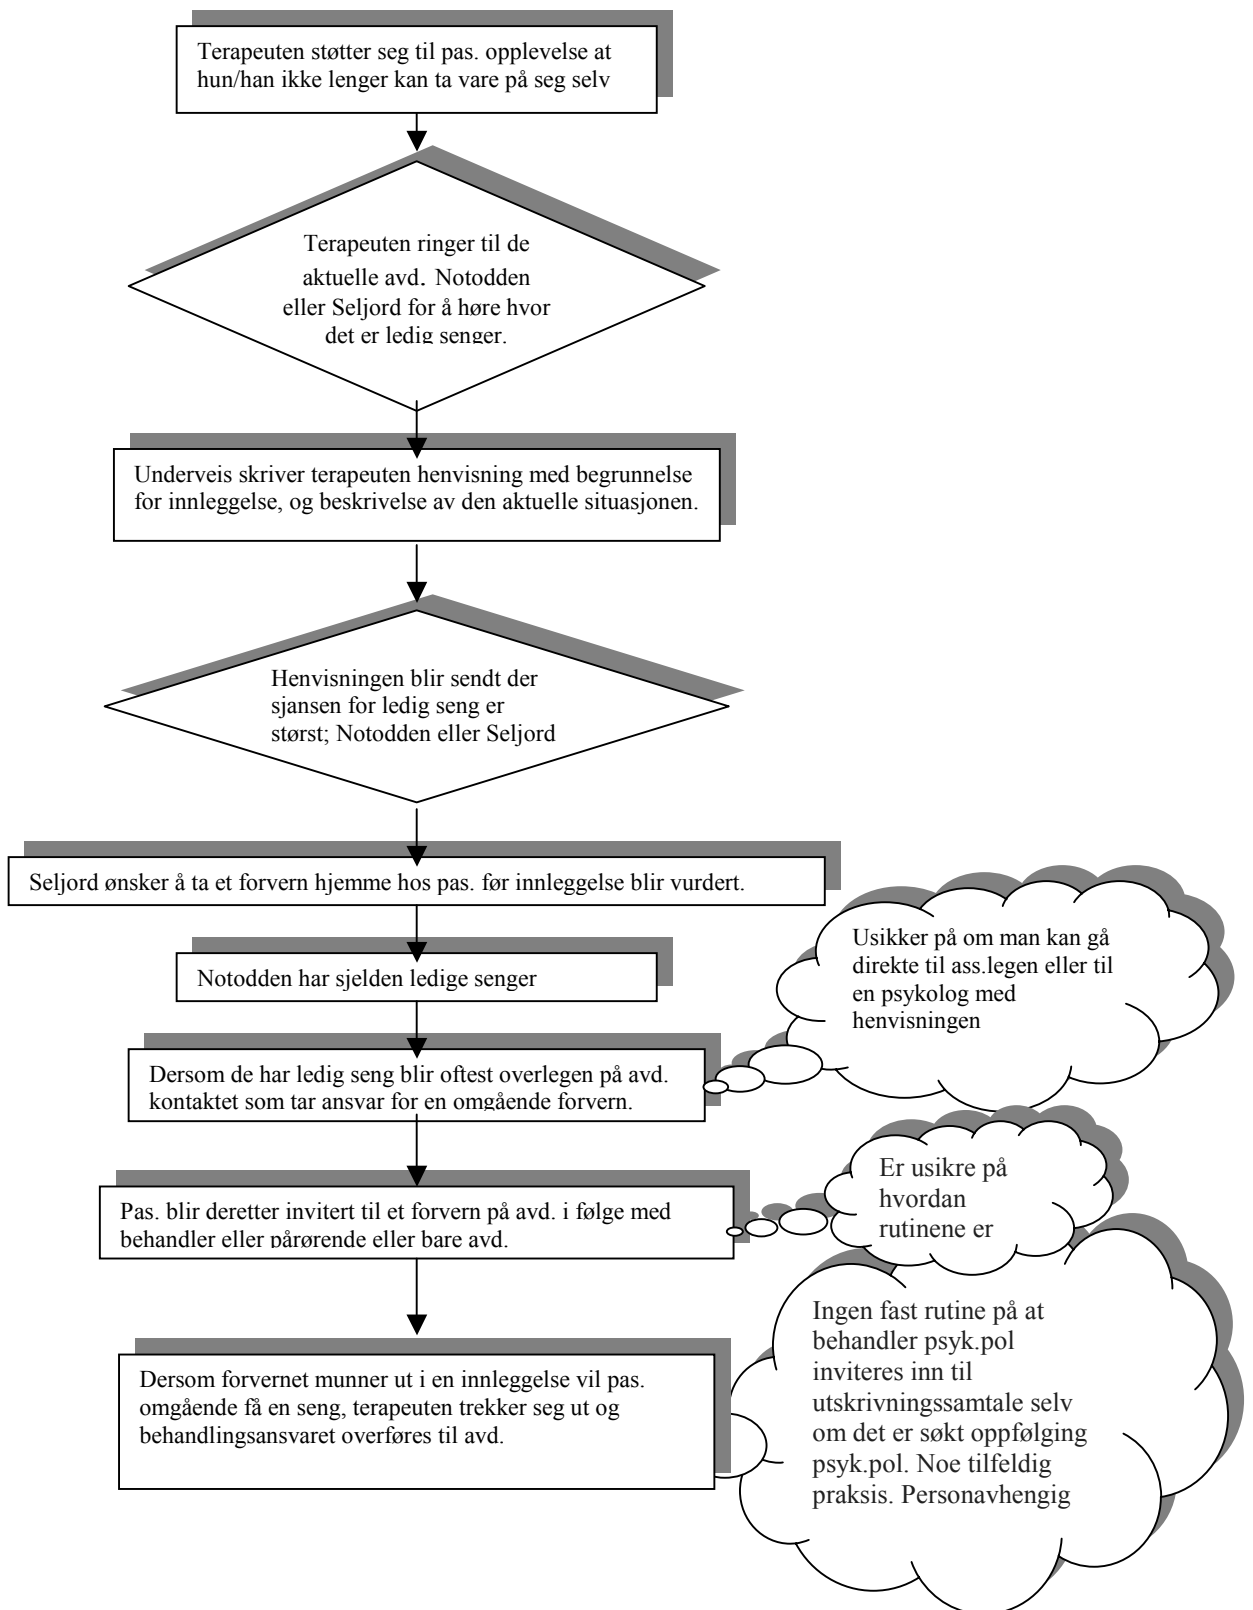 Terapeuten støtter seg til pas. opplevelse at
hun/han ikke lenger kan ta vare på seg selv
Terapeuten ringer til de
aktuelle avd. Notodden
eller Seljord for å høre hvor
det er ledig senger.
Underveis skriver terapeuten henvisning med begrunnelse
for innleggelse, og beskrivelse av den aktuelle situasjonen.
Henvisningen blir sendt der
sjansen for ledig seng er
størst; Notodden eller Seljord
Seljord ønsker å ta et forvern hjemme hos pas. før innleggelse blir vurdert.
Notodden har sjelden ledige senger
Usikker på om man kan gå
direkte til ass.legen eller til
en psykolog med
henvisningen
Dersom de har ledig seng blir oftest overlegen på avd.
kontaktet som tar ansvar for en omgående forvern.
Er usikre på
hvordan
rutinene er
Pas. blir deretter invitert til et forvern på avd. i følge med
behandler eller pårørende eller bare avd.
Ingen fast rutine på at
behandler psyk.pol
inviteres inn til
utskrivningssamtale selv
om det er søkt oppfølging
psyk.pol. Noe tilfeldig
praksis. Personavhengig
Dersom forvernet munner ut i en innleggelse vil pas.
omgående få en seng, terapeuten trekker seg ut og
behandlingsansvaret overføres til avd.